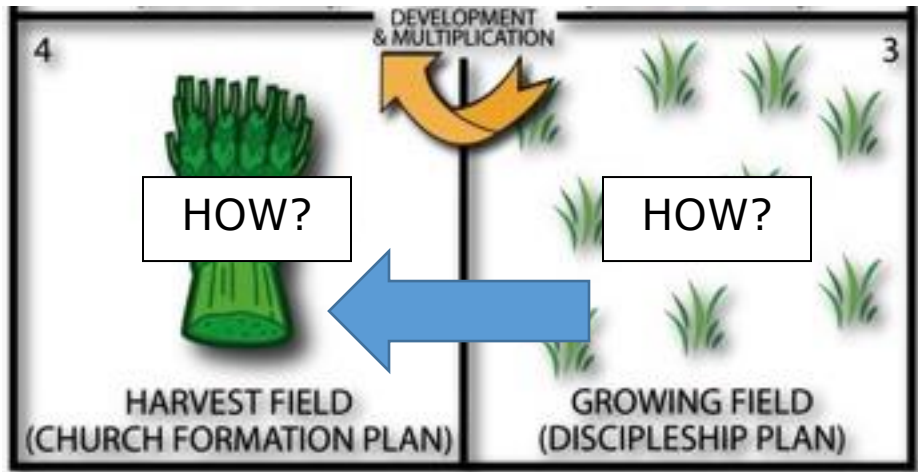 DEVELOPMENT
& MULTIPLICATION
4
3
HOW?
HOW?
HARVEST FIELD
(CHURCH FORMATION PLAN)
GROWING FIELD
(DISCIPLESHIP PLAN)